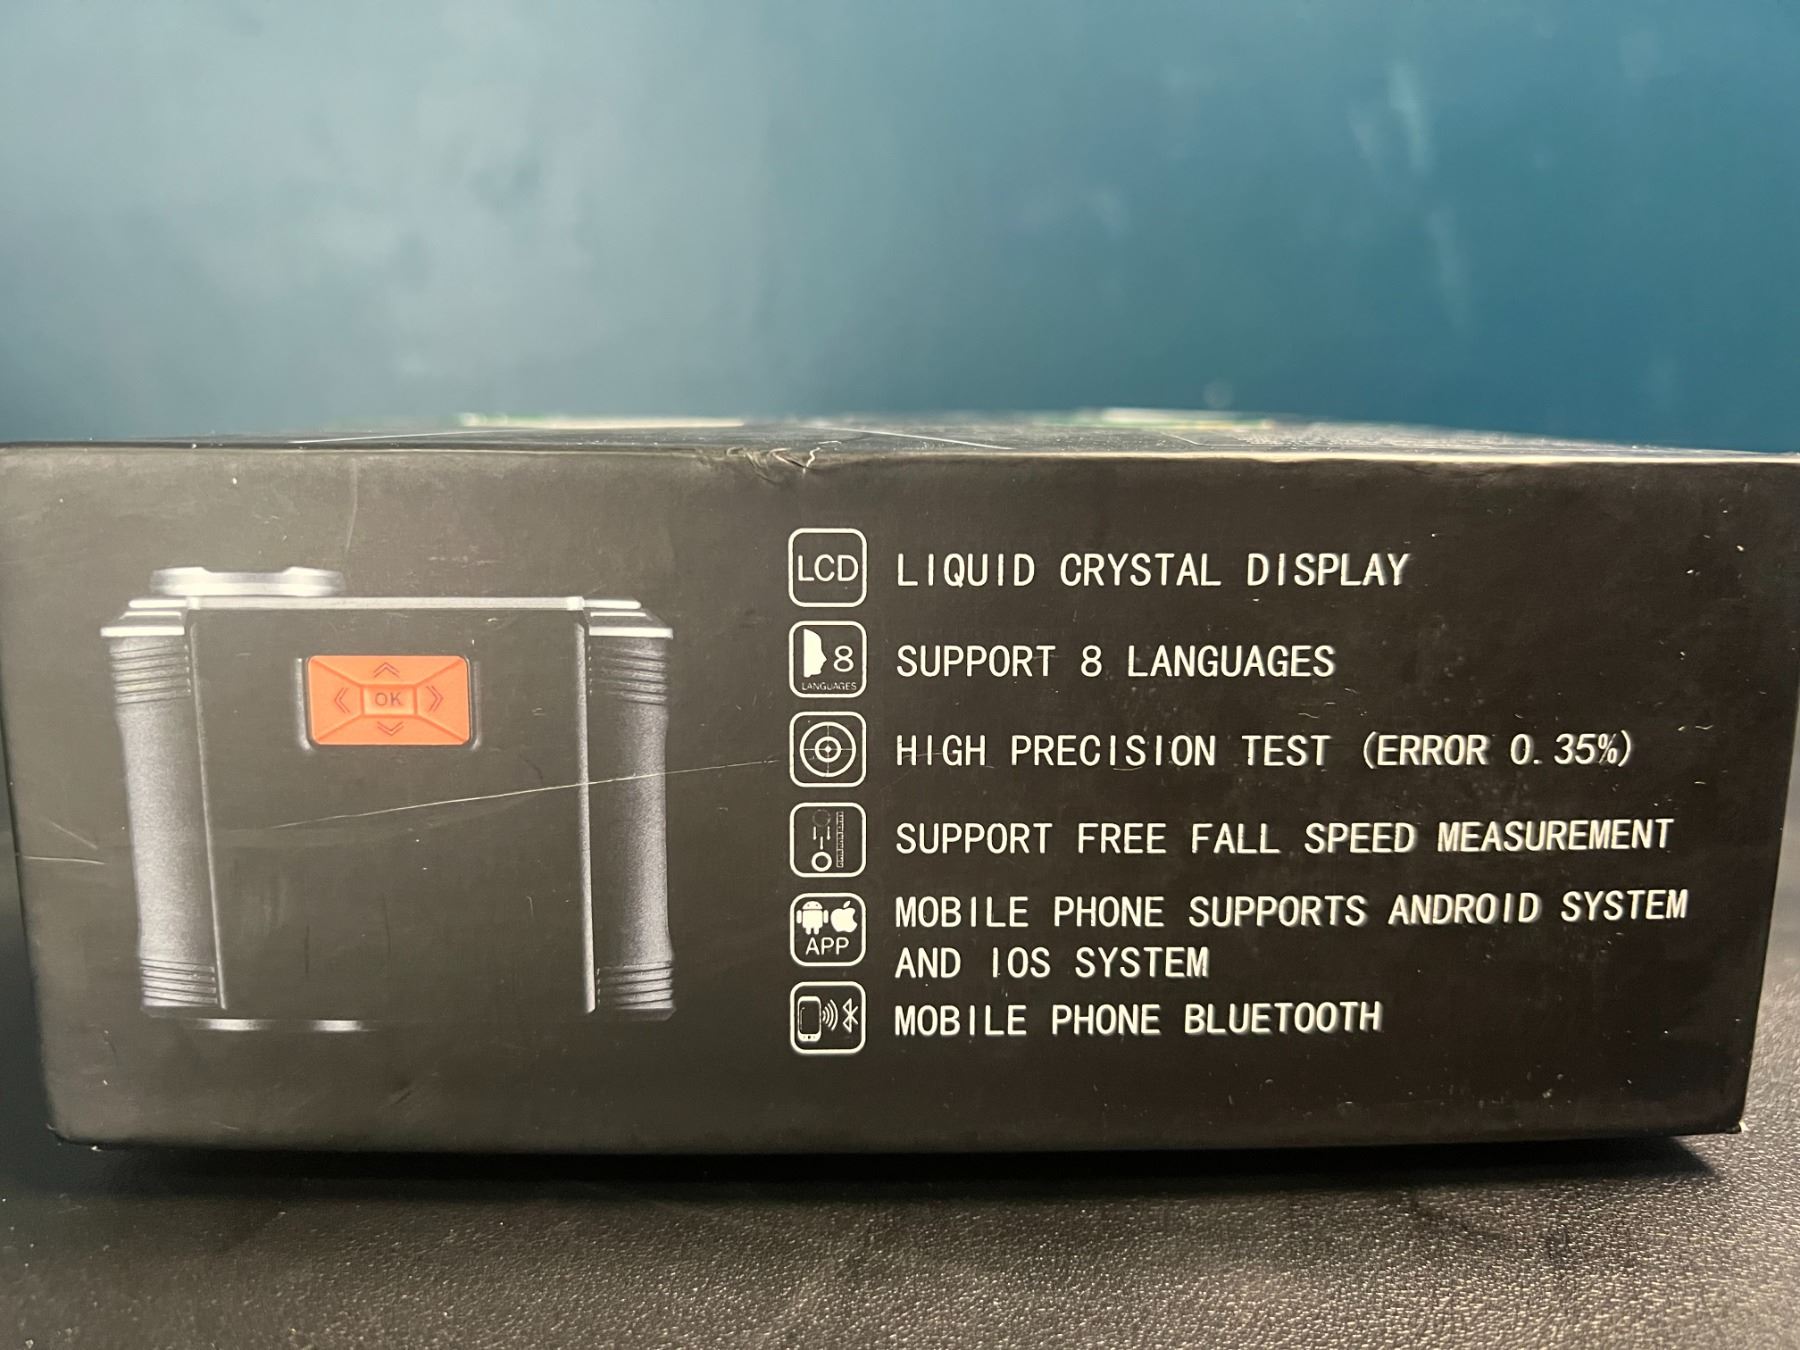 OK
LCD
LIQUID CRYSTAL DISPLAY
8
LANGUAGES
SUPPORT 8 LANGUAGES
HIGH PRECISION TEST (ERROR 0.35%)
SUPPORT FREE FALL SPEED MEASUREMENT
APP
MOBILE PHONE SUPPORTS ANDROID SYSTEM
AND IOS SYSTEM
MOBILE PHONE BLUETOOTH